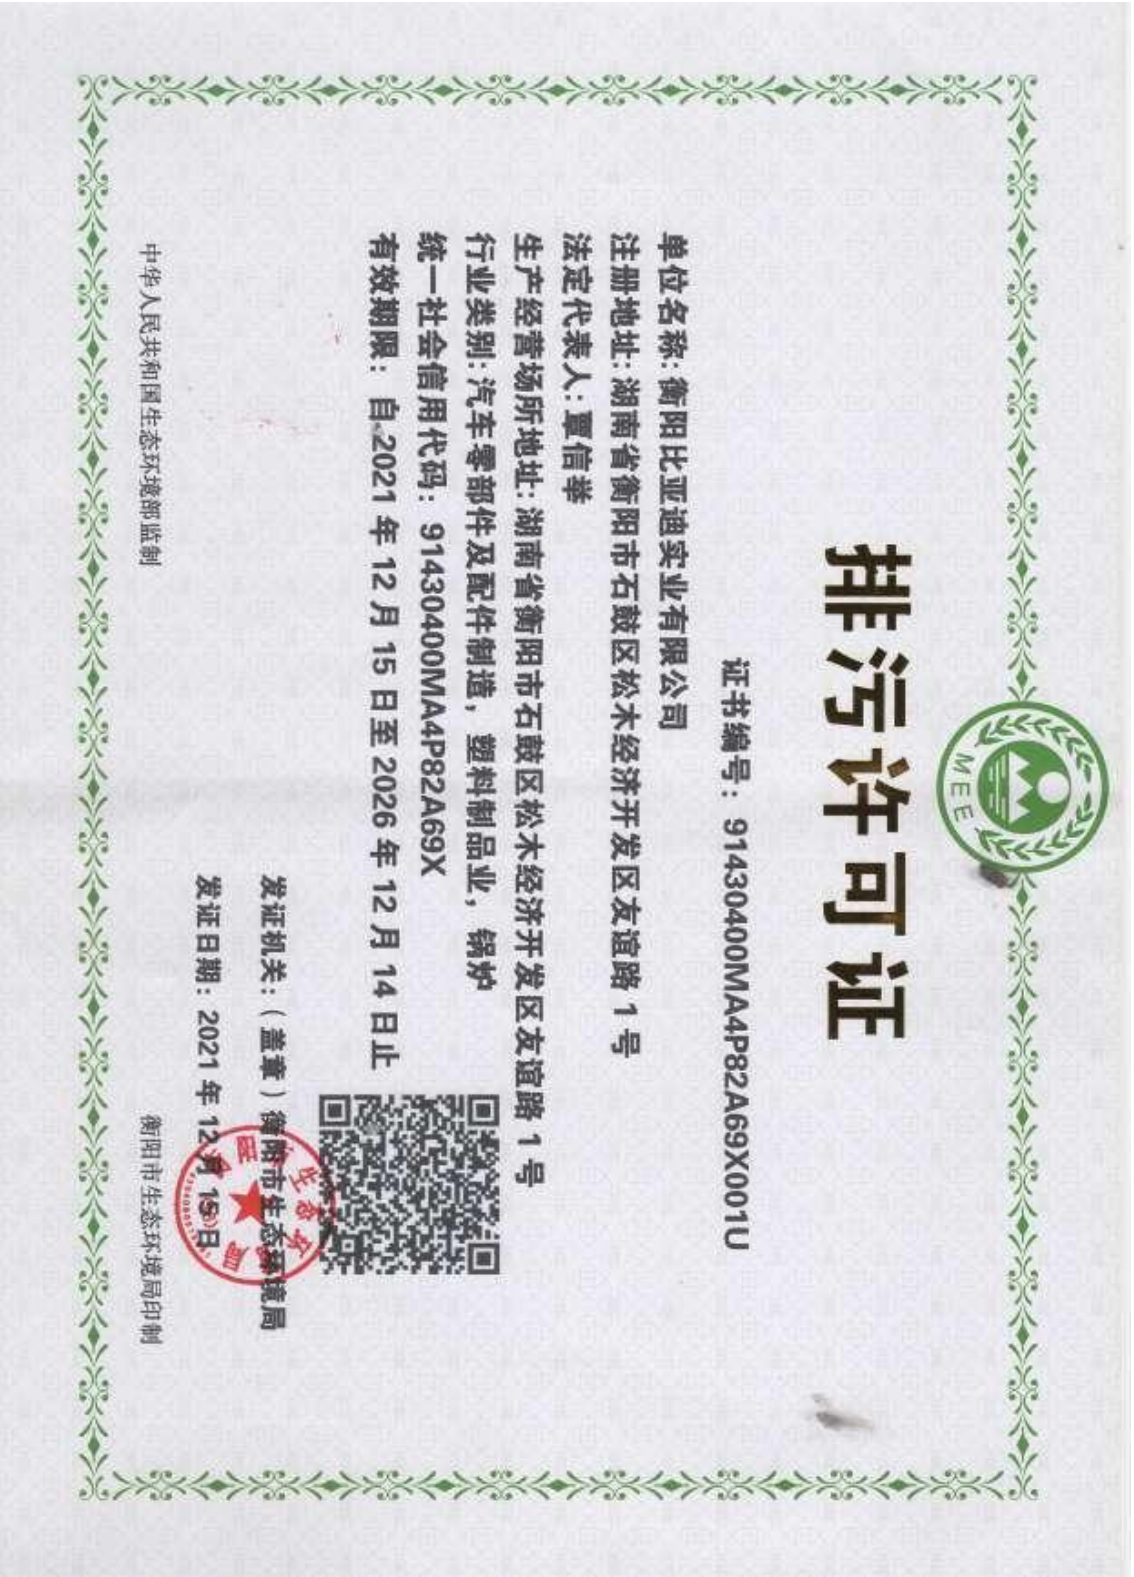 MEE
排污许可证
证书编号：91430400MA4P82A69X001U
单位名称：衡阳比亚迪实业有限公司
注册地址：湖南省衡阳市石鼓区松木经济开发区友谊路1号
法定代表人：覃信举
生产经营场所地址：湖南省衡阳市石鼓区松木经济开发区友谊路1号
行业类别：汽车零部件及配件制造，塑料制品业，锅炉
统一社会信用代码：91430400MA4P82A69X
有效期限：自2021年12月15日至2026年12月14日止
发证机关：（盖章）衡阳市生态环境局
发证日期：2021年12月15日
中华人民共和国生态环境部监制
衡阳市生态环境局印制